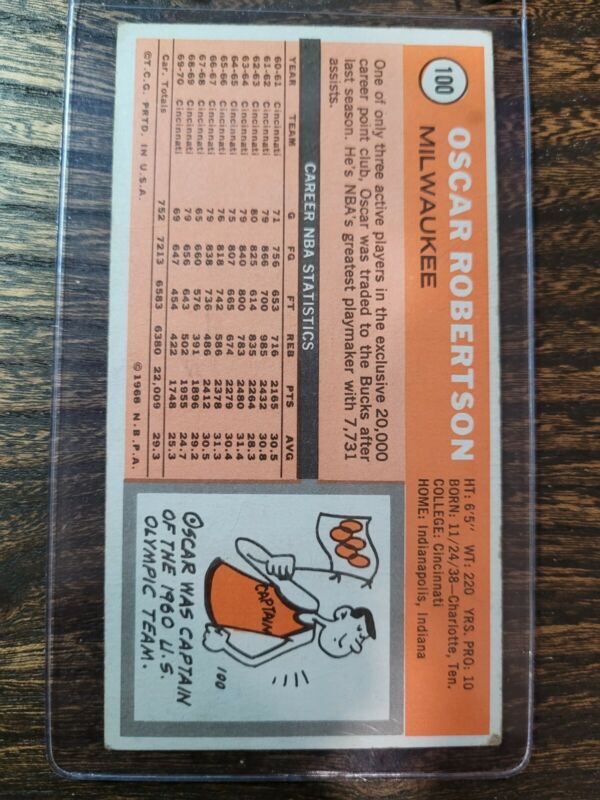 100
OSCAR ROBERTSON
MILWAUKEE
HT: 6'5" WT: 220 YRS. PRO: 10
BORN: 11/24/38—Charlotte, Ten.
COLLEGE: Cincinnati
HOME: Indianapolis, Indiana
One of only three active players in the exclusive 20,000
career point club, Oscar was traded to the Bucks after
last season. He's NBA's greatest playmaker with 7,731
assists.
CAREER NBA STATISTICS
YEAR TEAM G FG FT REB PTS AVG
60-61 Cincinnati 71 756 653 716 2165 30.5
61-62 Cincinnati 79 866 700 985 2432 30.8
62-63 Cincinnati 80 825 614 835 2264 28.3
63-64 Cincinnati 79 840 800 783 2480 31.4
64-65 Cincinnati 75 807 665 674 2279 30.4
65-66 Cincinnati 76 818 742 586 2378 31.3
66-67 Cincinnati 79 838 736 486 2412 30.5
67-68 Cincinnati 65 660 576 391 1896 29.2
68-69 Cincinnati 79 656 643 502 1955 24.7
69-70 Cincinnati 69 647 454 422 1748 25.3
Car. Totals 752 7213 6583 6380 22,009 29.3
©T.C.G. PRTD. IN U.S.A. ©1968 N.B.P.A.
CAPTAIN
100
OSCAR WAS CAPTAIN
OF THE 1960 U.S.
OLYMPIC TEAM.